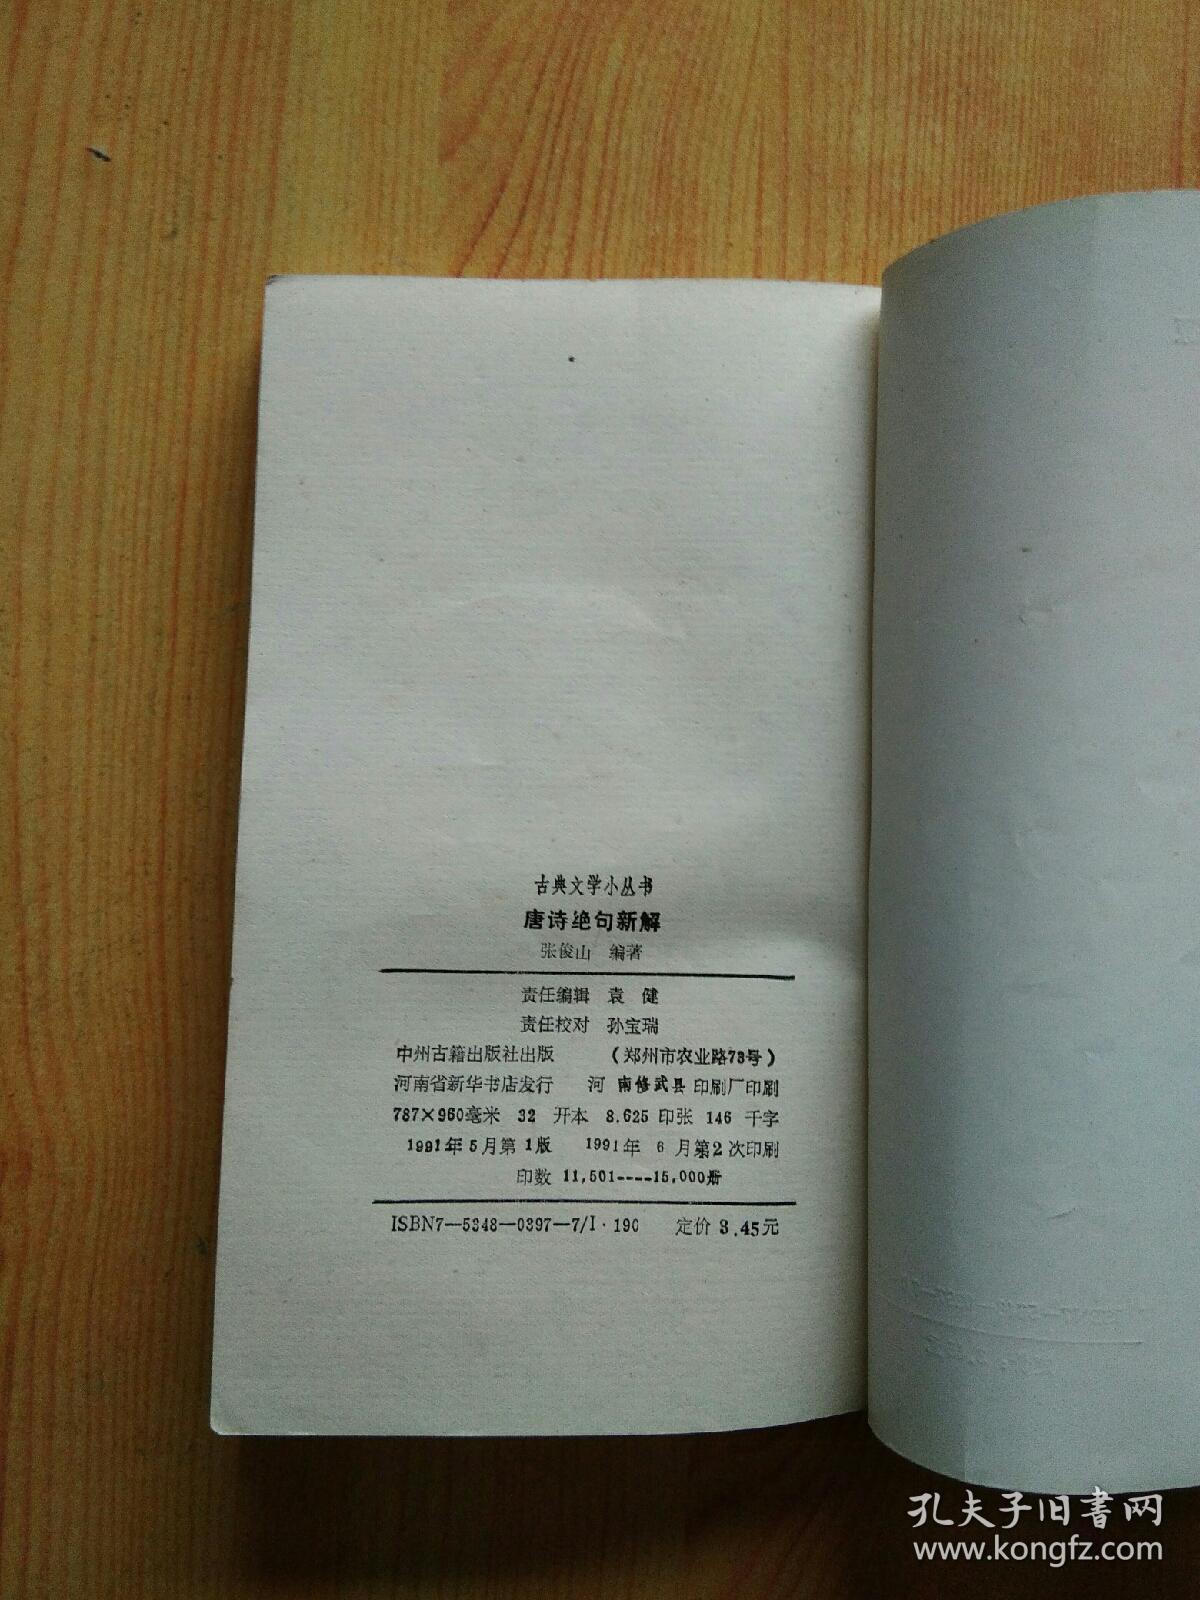 古典文学小丛书
唐诗绝句新解
张俊山 编著
责任编辑 袁 健
责任校对 孙宝瑞
中州古籍出版社出版 (郑州市农业路73号)
河南省新华书店发行 河 南修武县印刷厂印刷
787×960毫米 32 开本 8.625 印张 146 千字
1991年5月第1版 1991年 6 月第2次印刷
印数 11,501----15,000册
ISBN7—5348—0397—7/I·190 定价 3.45元
孔夫子旧书网
www.kongfz.com